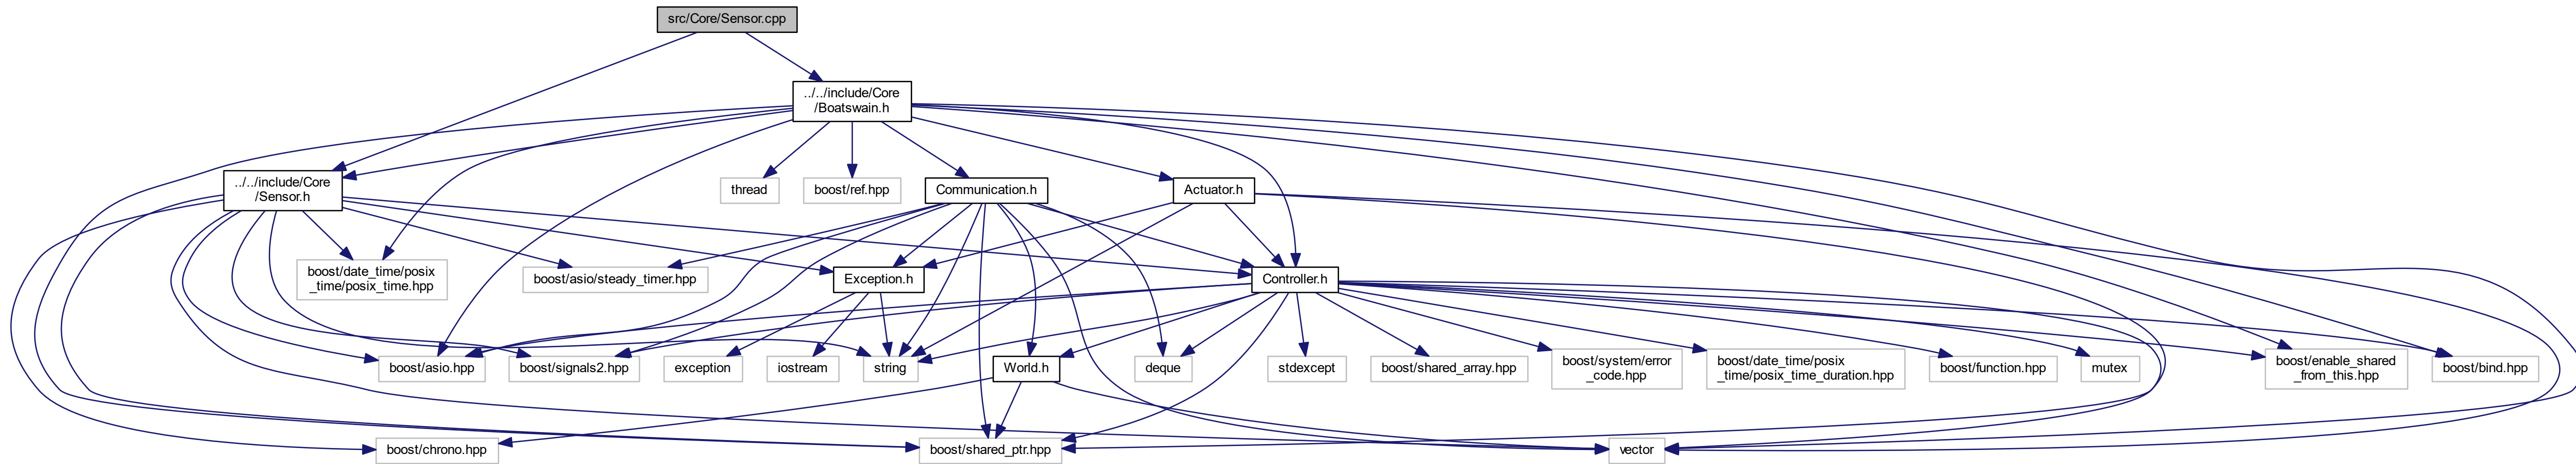 src/Core/Sensor.cpp
../../include/Core
/Boatswain.h
../../include/Core
/Sensor.h
thread
boost/ref.hpp
Communication.h
Actuator.h
boost/date_time/posix
_time/posix_time.hpp
boost/asio/steady_timer.hpp
Exception.h
Controller.h
boost/asio.hpp
boost/signals2.hpp
exception
iostream
string
World.h
deque
stdexcept
boost/shared_array.hpp
boost/system/error
_code.hpp
boost/date_time/posix
_time/posix_time_duration.hpp
boost/function.hpp
mutex
boost/enable_shared
_from_this.hpp
boost/bind.hpp
boost/chrono.hpp
boost/shared_ptr.hpp
vector